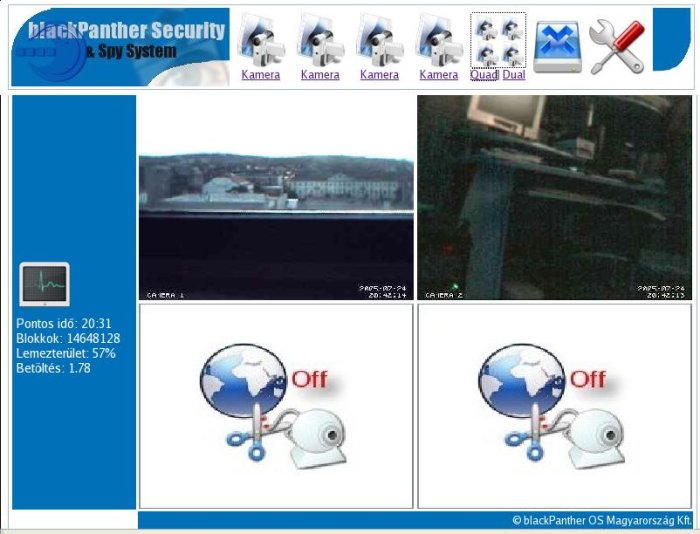 blackPanther Security
& Spy System
Kamera
Kamera
Kamera
Kamera
Quad
Dual
Pontos idő: 20:31
Blokkok: 14648128
Lemezterület: 57%
Betöltés: 1.78
CAMERA 1
2005-07-24
20:42:14
CAMERA 2
2005-07-24
20:42:13
Off
Off
© blackPanther OS Magyarország Kft.